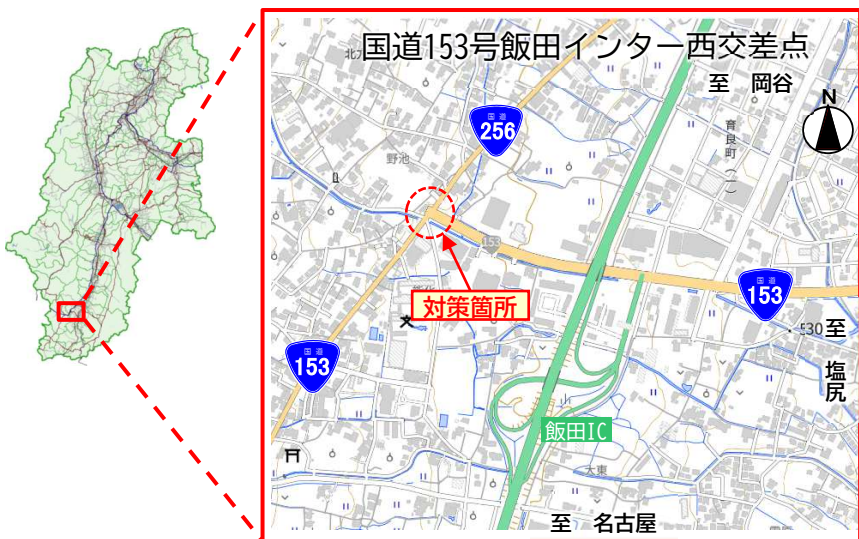 国道153号飯田インター西交差点
至 岡谷
N
国道
256
野池
育良町(一)
153
対策箇所
国道
153
530
至
塩尻
国道
153
飯田IC
大東
至 名古屋